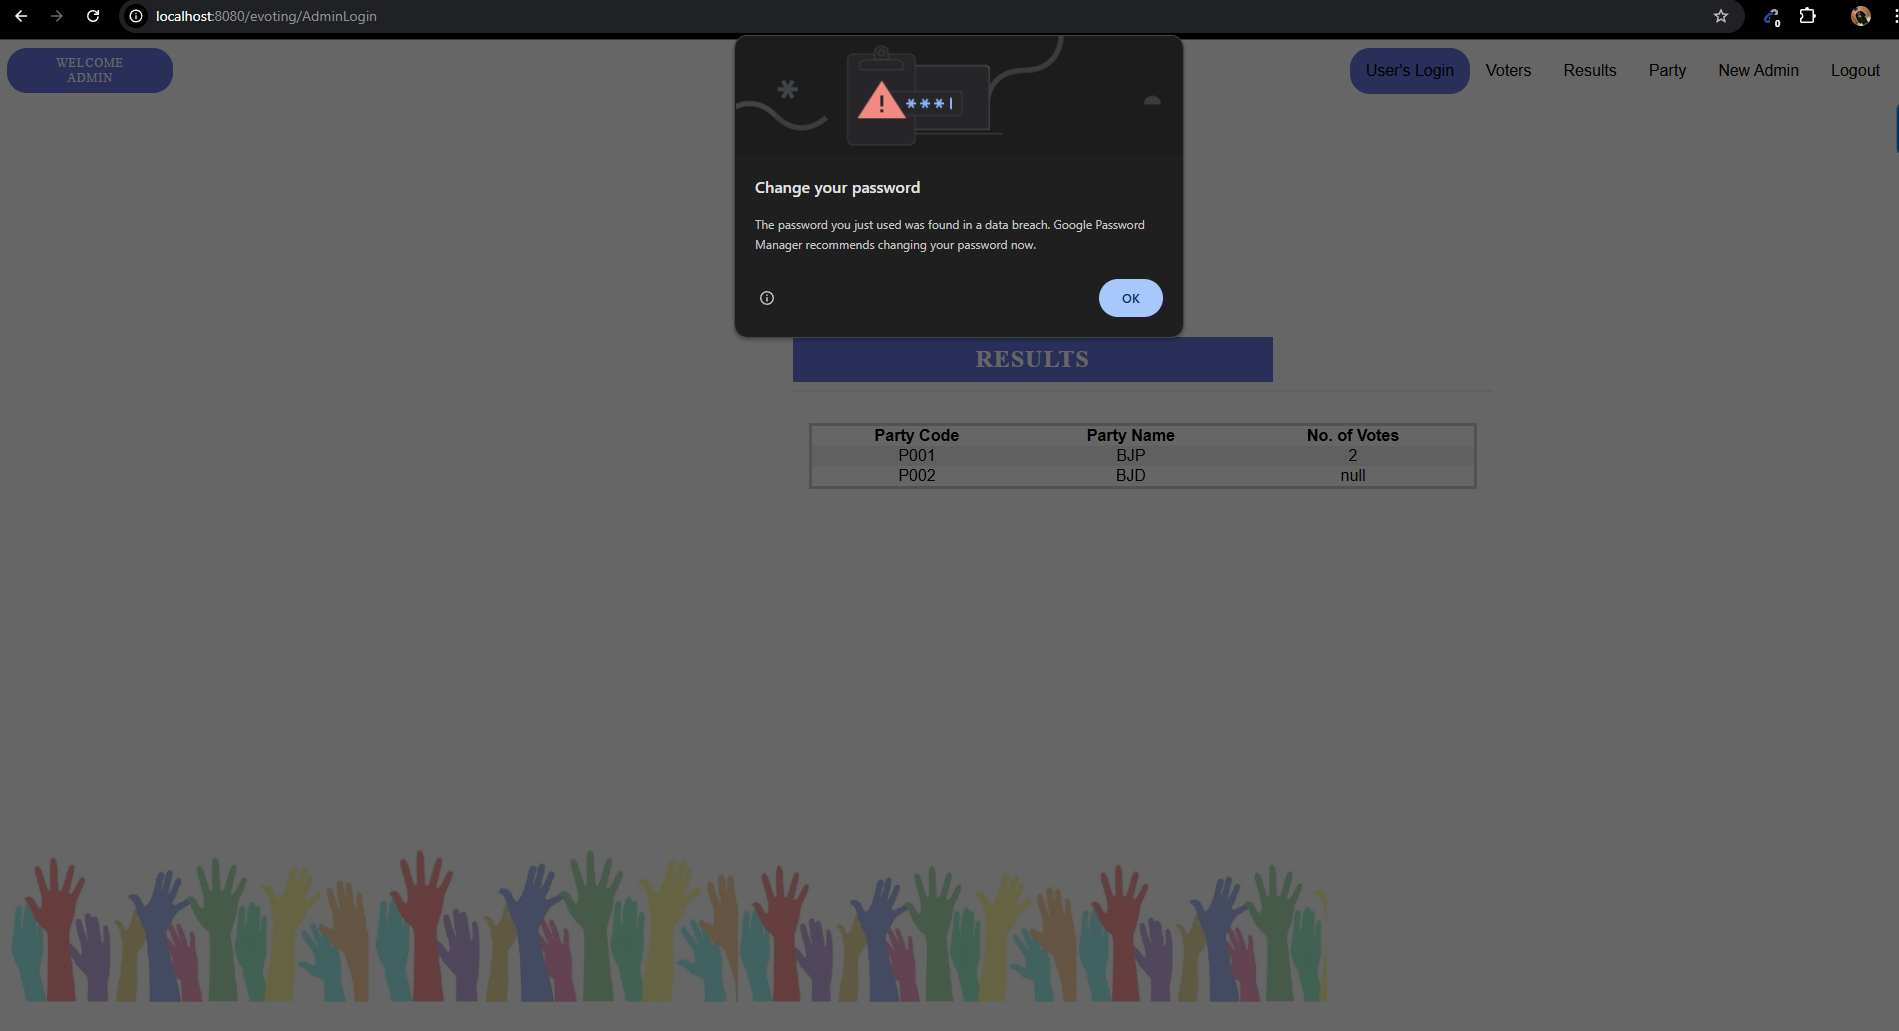 localhost:8080/evoting/AdminLogin
0
WELCOME
ADMIN
User's Login Voters Results Party New Admin Logout
***
Change your password
The password you just used was found in a data breach. Google Password
Manager recommends changing your password now.
OK
RESULTS
Party Code Party Name No. of Votes
P001 BJP 2
P002 BJD null